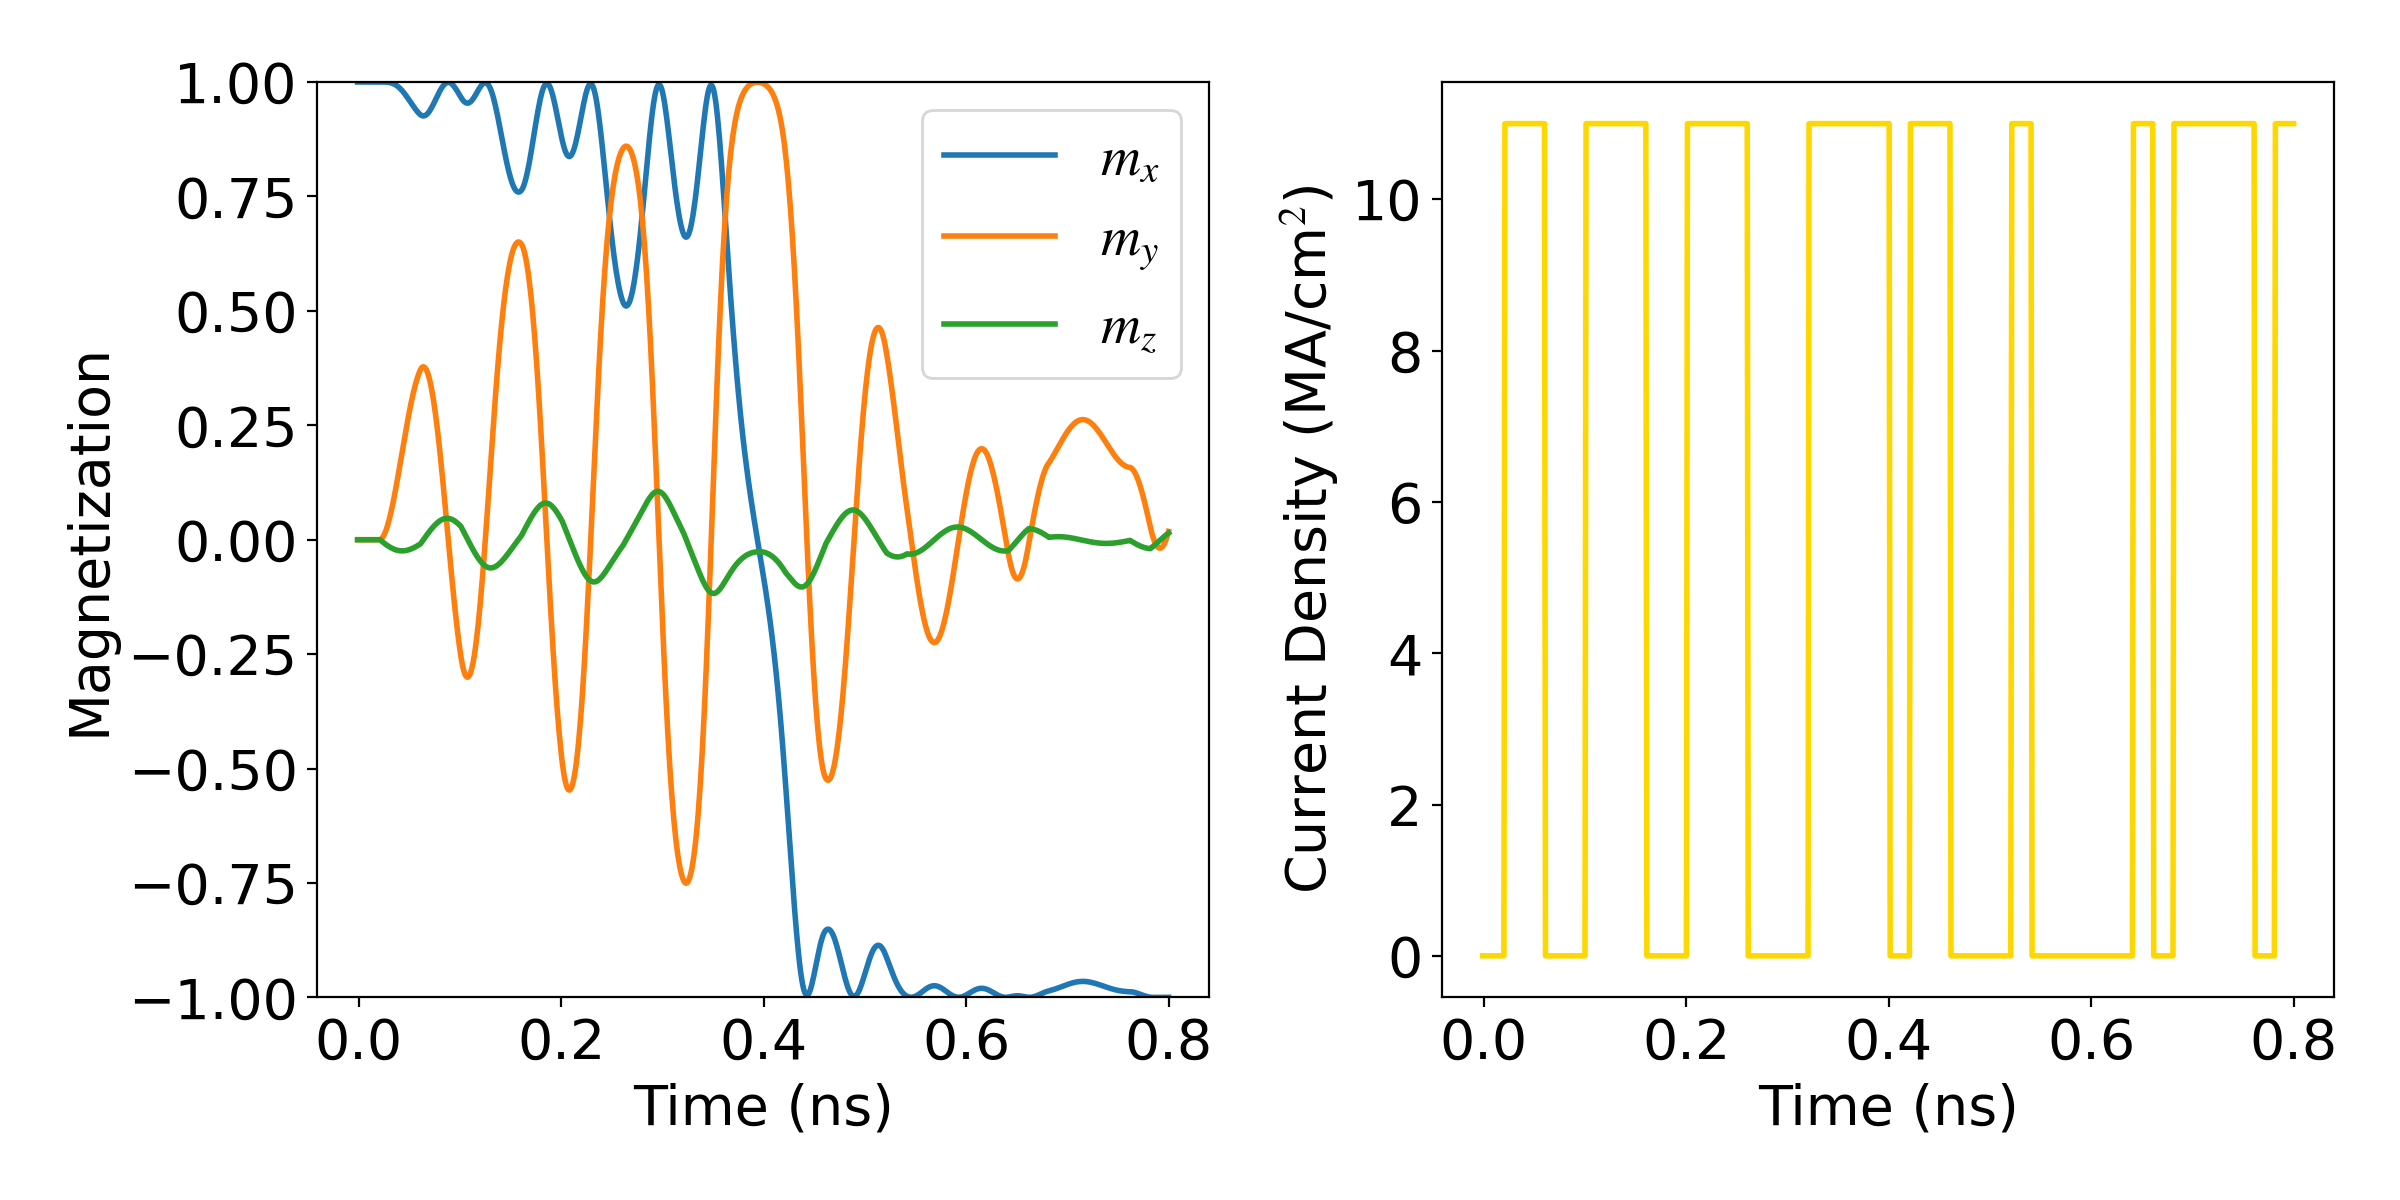 1.00
0.75
0.50
0.25
0.00
−0.25
−0.50
−0.75
−1.00
Magnetization
0.0 0.2 0.4 0.6 0.8
Time (ns)
m_x
m_y
m_z
10
8
6
4
2
0
Current Density (MA/cm²)
0.0 0.2 0.4 0.6 0.8
Time (ns)